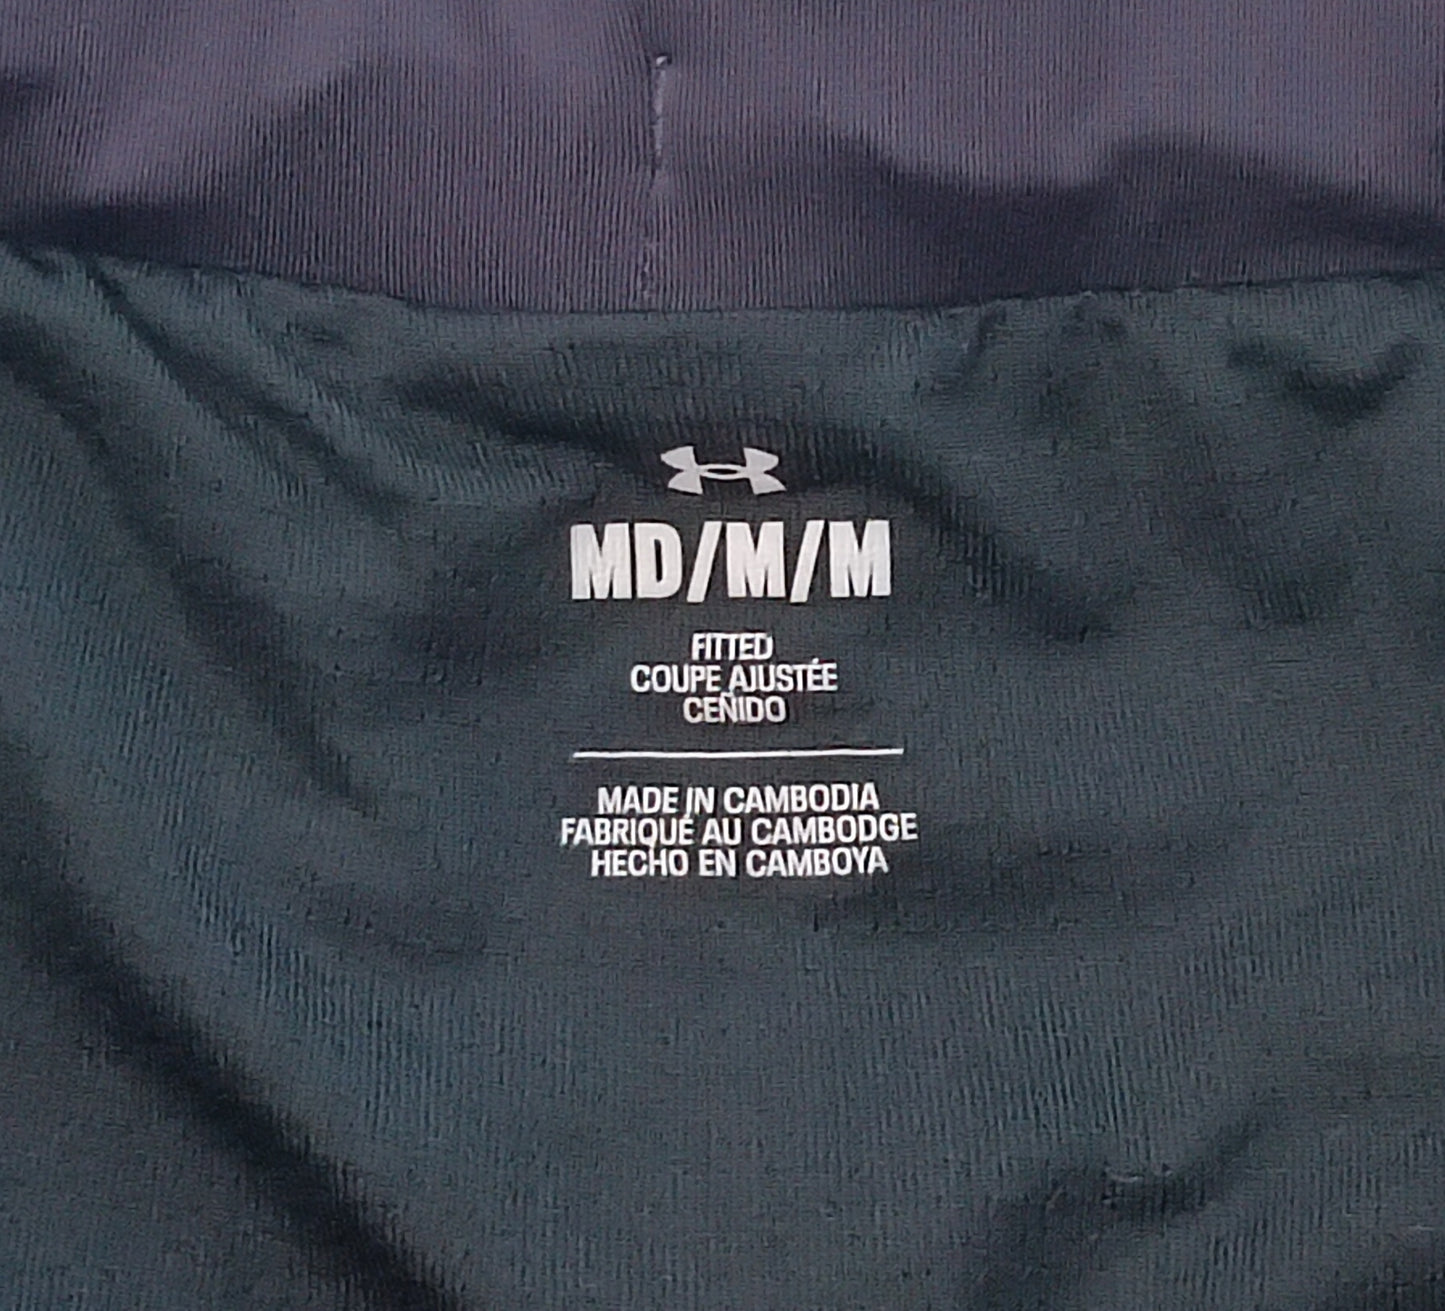 MD/M/M
FITTED
COUPE AJUSTÉE
CEÑIDO
MADE IN CAMBODIA
FABRIQUÉ AU CAMBODGE
HECHO EN CAMBOYA